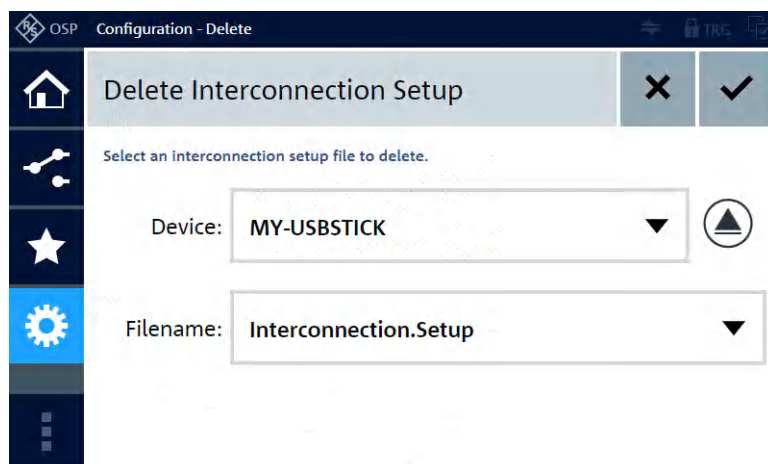 R&S OSP Configuration - Delete TRG
Delete Interconnection Setup
Select an interconnection setup file to delete.
Device: MY-USBSTICK
Filename: Interconnection.Setup